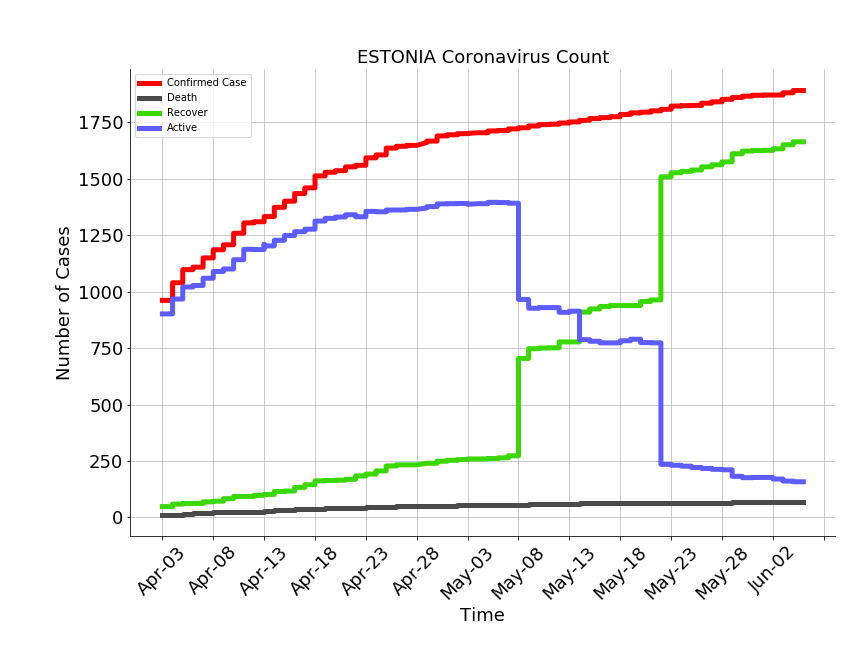 ESTONIA Coronavirus Count
Confirmed Case
Death
Recover
Active
Number of Cases
1750
1500
1250
1000
750
500
250
0
Apr-03 Apr-08 Apr-13 Apr-18 Apr-23 Apr-28 May-03 May-08 May-13 May-18 May-23 May-28 Jun-02
Time